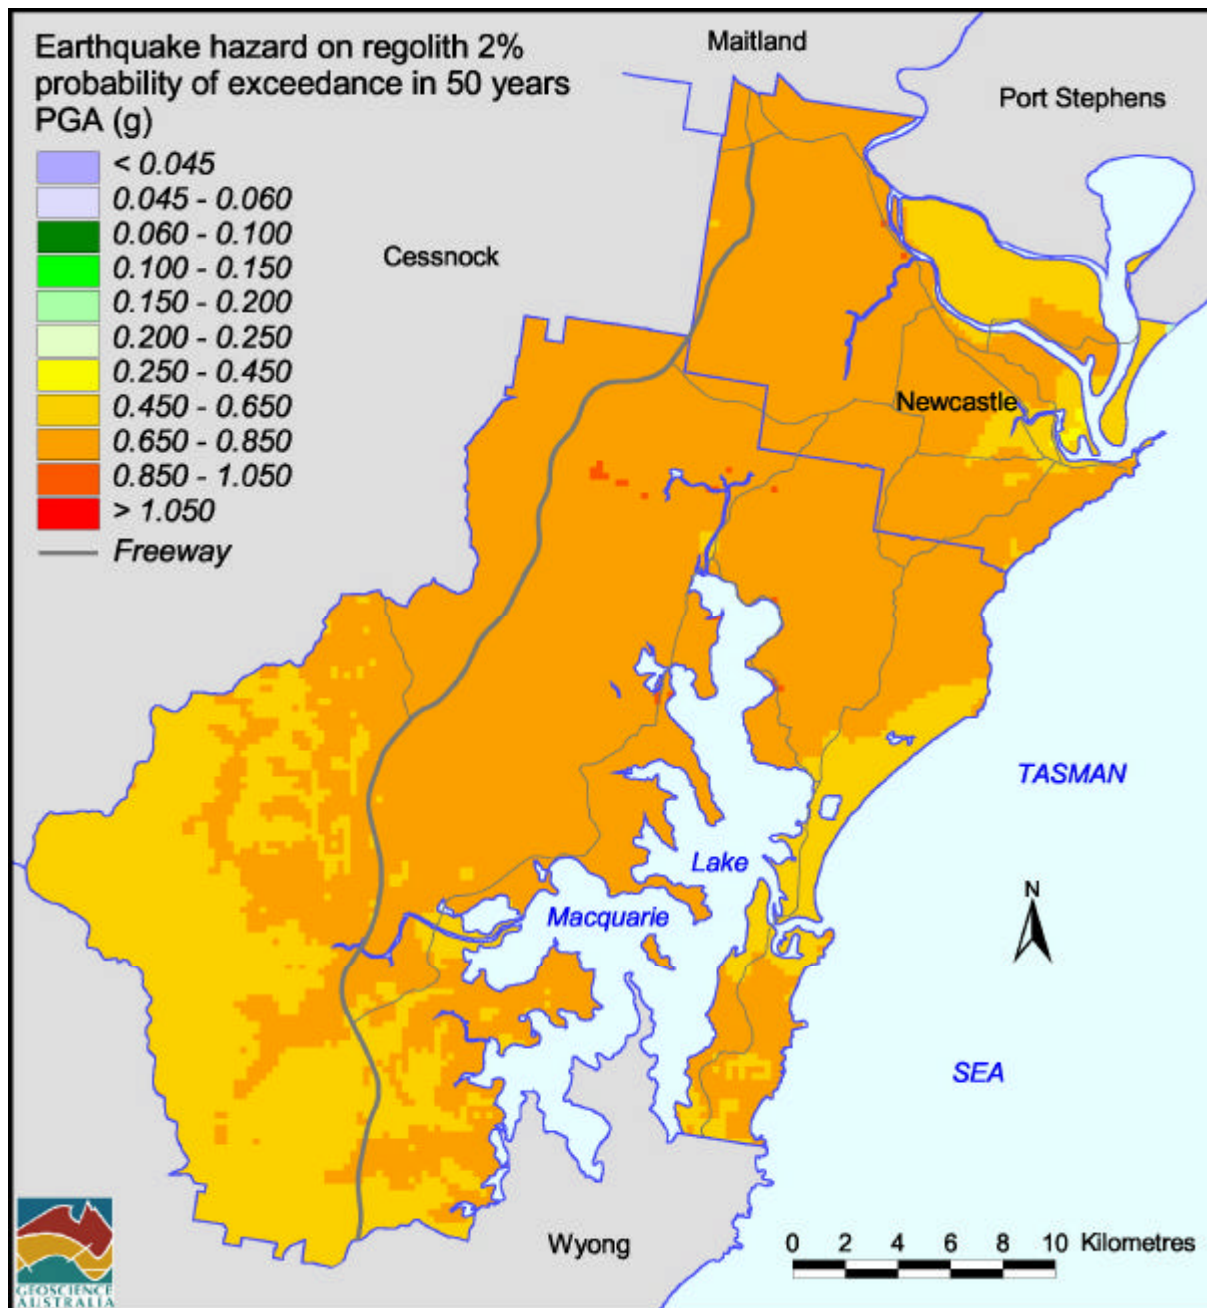 Earthquake hazard on regolith 2%
probability of exceedance in 50 years
PGA (g)
< 0.045
0.045 - 0.060
0.060 - 0.100
0.100 - 0.150
0.150 - 0.200
0.200 - 0.250
0.250 - 0.450
0.450 - 0.650
0.650 - 0.850
0.850 - 1.050
> 1.050
Freeway
Maitland
Port Stephens
Cessnock
Newcastle
TASMAN
Lake
Macquarie
N
SEA
Wyong
0 2 4 6 8 10 Kilometres
GEOSCIENCE
AUSTRALIA